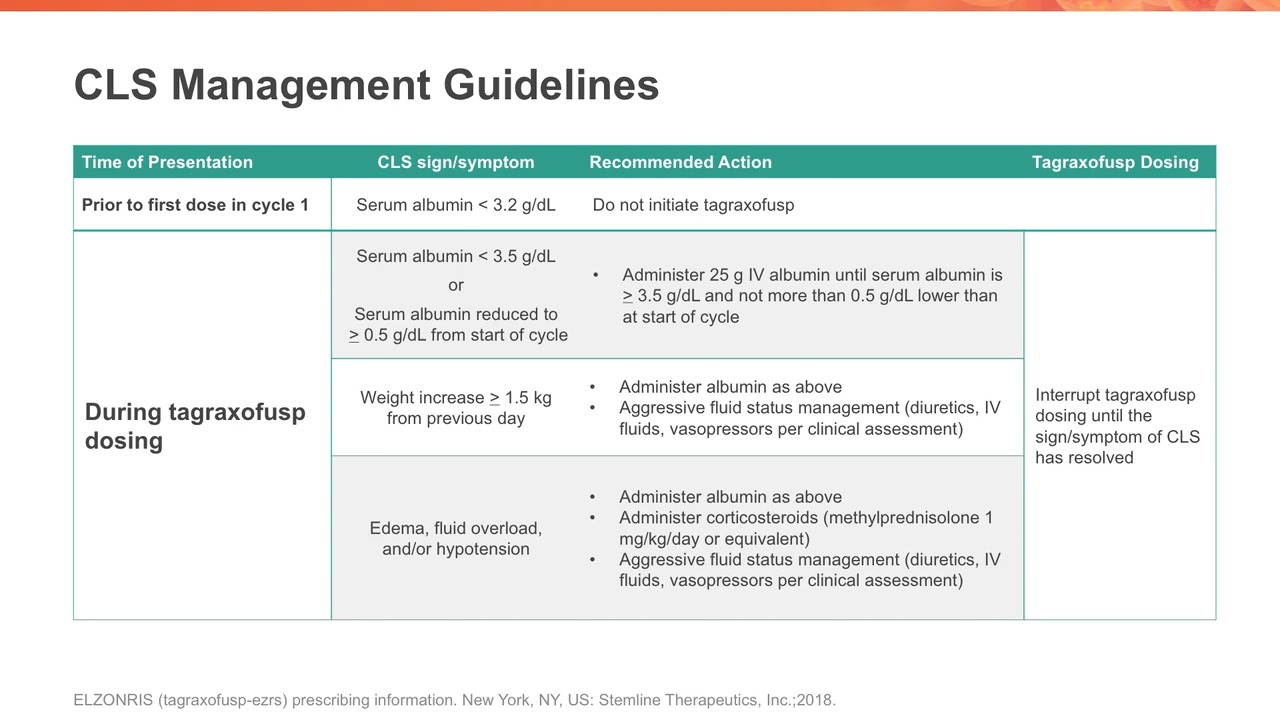 CLS Management Guidelines
Time of Presentation
CLS sign/symptom
Recommended Action
Tagraxofusp Dosing
Prior to first dose in cycle 1
Serum albumin < 3.2 g/dL
Do not initiate tagraxofusp
During tagraxofusp
dosing
Serum albumin < 3.5 g/dL
or
Serum albumin reduced to
≥ 0.5 g/dL from start of cycle
• Administer 25 g IV albumin until serum albumin is
≥ 3.5 g/dL and not more than 0.5 g/dL lower than
at start of cycle
Weight increase ≥ 1.5 kg
from previous day
• Administer albumin as above
• Aggressive fluid status management (diuretics, IV
fluids, vasopressors per clinical assessment)
Edema, fluid overload,
and/or hypotension
• Administer albumin as above
• Administer corticosteroids (methylprednisolone 1
mg/kg/day or equivalent)
• Aggressive fluid status management (diuretics, IV
fluids, vasopressors per clinical assessment)
Interrupt tagraxofusp
dosing until the
sign/symptom of CLS
has resolved
ELZONRIS (tagraxofusp-ezrs) prescribing information. New York, NY, US: Stemline Therapeutics, Inc.;2018.